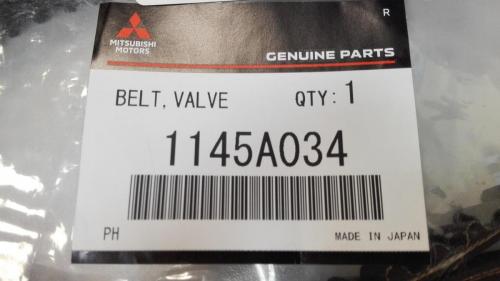 R
MITSUBISHI
MOTORS
GENUINE PARTS
BELT, VALVE QTY: 1
1145A034
PH MADE IN JAPAN